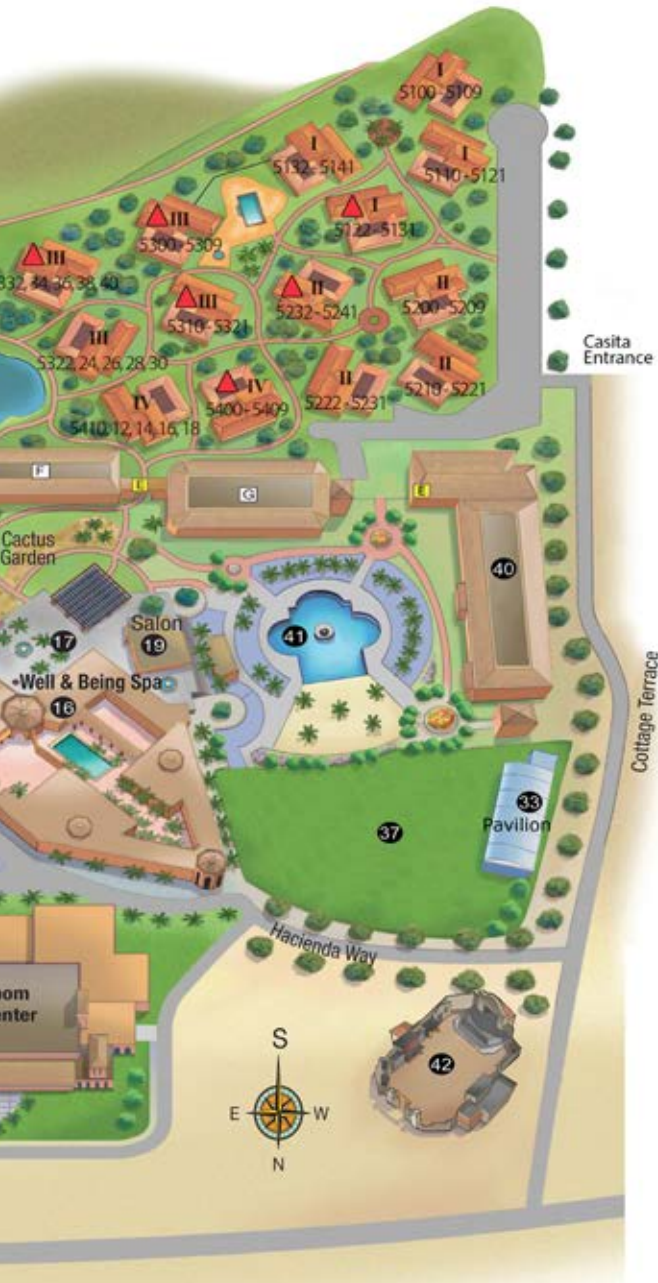 I
5100-5109
I
5132-5141
I
5110-5121
III
5300-5309
I
5122-5131
III
332, 34, 36, 38, 40
III
5310-5321
II
5232-5241
II
5200-5209
Casita
Entrance
III
5322, 24, 26, 28, 30
II
5222-5231
II
5210-5221
IV
5410, 12, 14, 16, 18
IV
5400-5409
F
E
G
E
Cactus
Garden
40
Salon
17
19
41
Well & Being Spa
16
Cottage Terrace
33
Pavilion
37
Hacienda Way
oom
enter
42
S
E
W
N